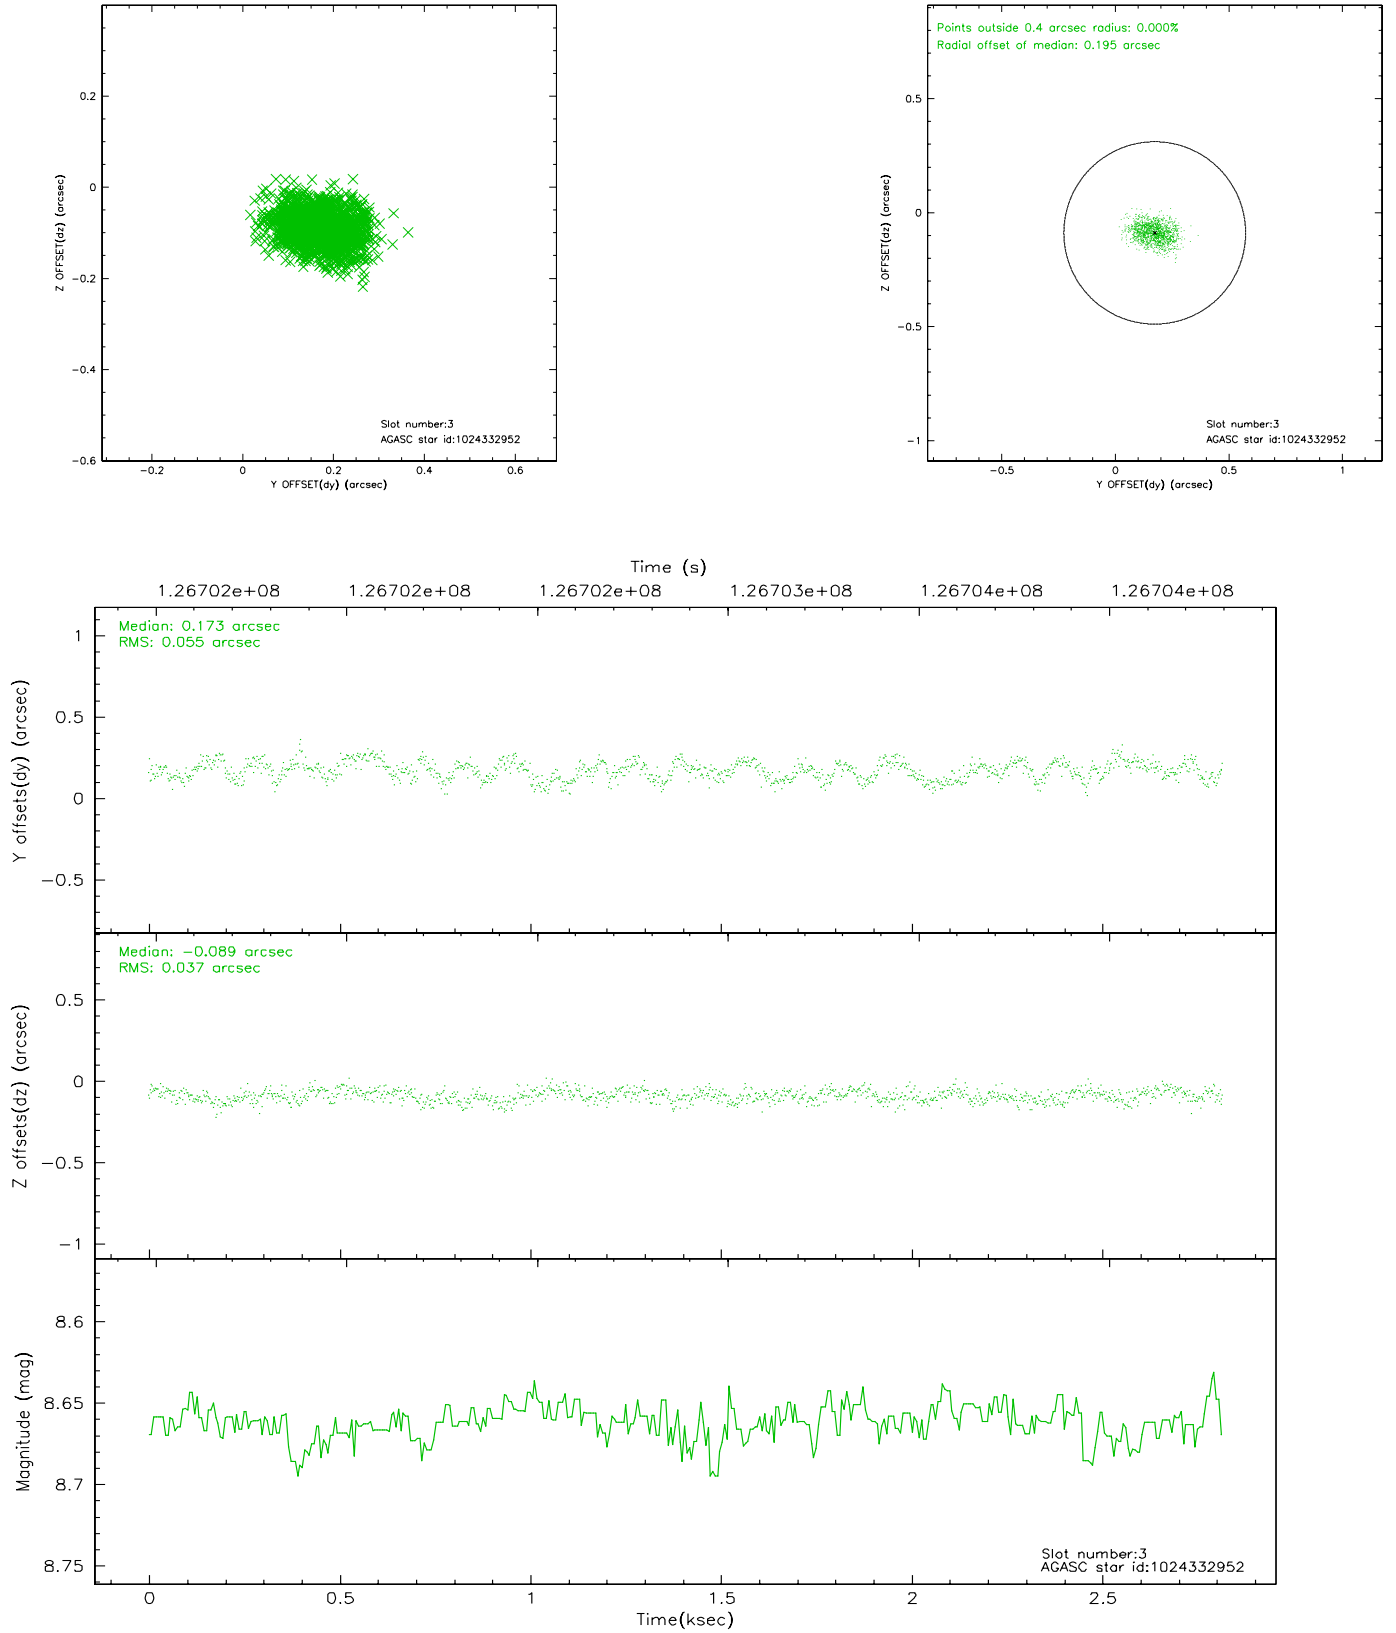 0.2
0
-0.2
-0.4
-0.6
Z OFFSET(dz) (arcsec)
Slot number:3
AGASC star id:1024332952
-0.2 0 0.2 0.4 0.6
Y OFFSET(dy) (arcsec)
Points outside 0.4 arcsec radius: 0.000%
Radial offset of median: 0.195 arcsec
0.5
0
-0.5
-1
Z OFFSET(dz) (arcsec)
Slot number:3
AGASC star id:1024332952
-0.5 0 0.5 1
Y OFFSET(dy) (arcsec)
Time (s)
1.26702e+08 1.26702e+08 1.26702e+08 1.26703e+08 1.26704e+08 1.26704e+08
Median: 0.173 arcsec
RMS: 0.055 arcsec
1
0.5
0
-0.5
Y offsets(dy) (arcsec)
Median: -0.089 arcsec
RMS: 0.037 arcsec
0.5
0
-0.5
-1
Z offsets(dz) (arcsec)
8.6
8.65
8.7
8.75
Magnitude (mag)
Slot number:3
AGASC star id:1024332952
0 0.5 1 1.5 2 2.5
Time(ksec)